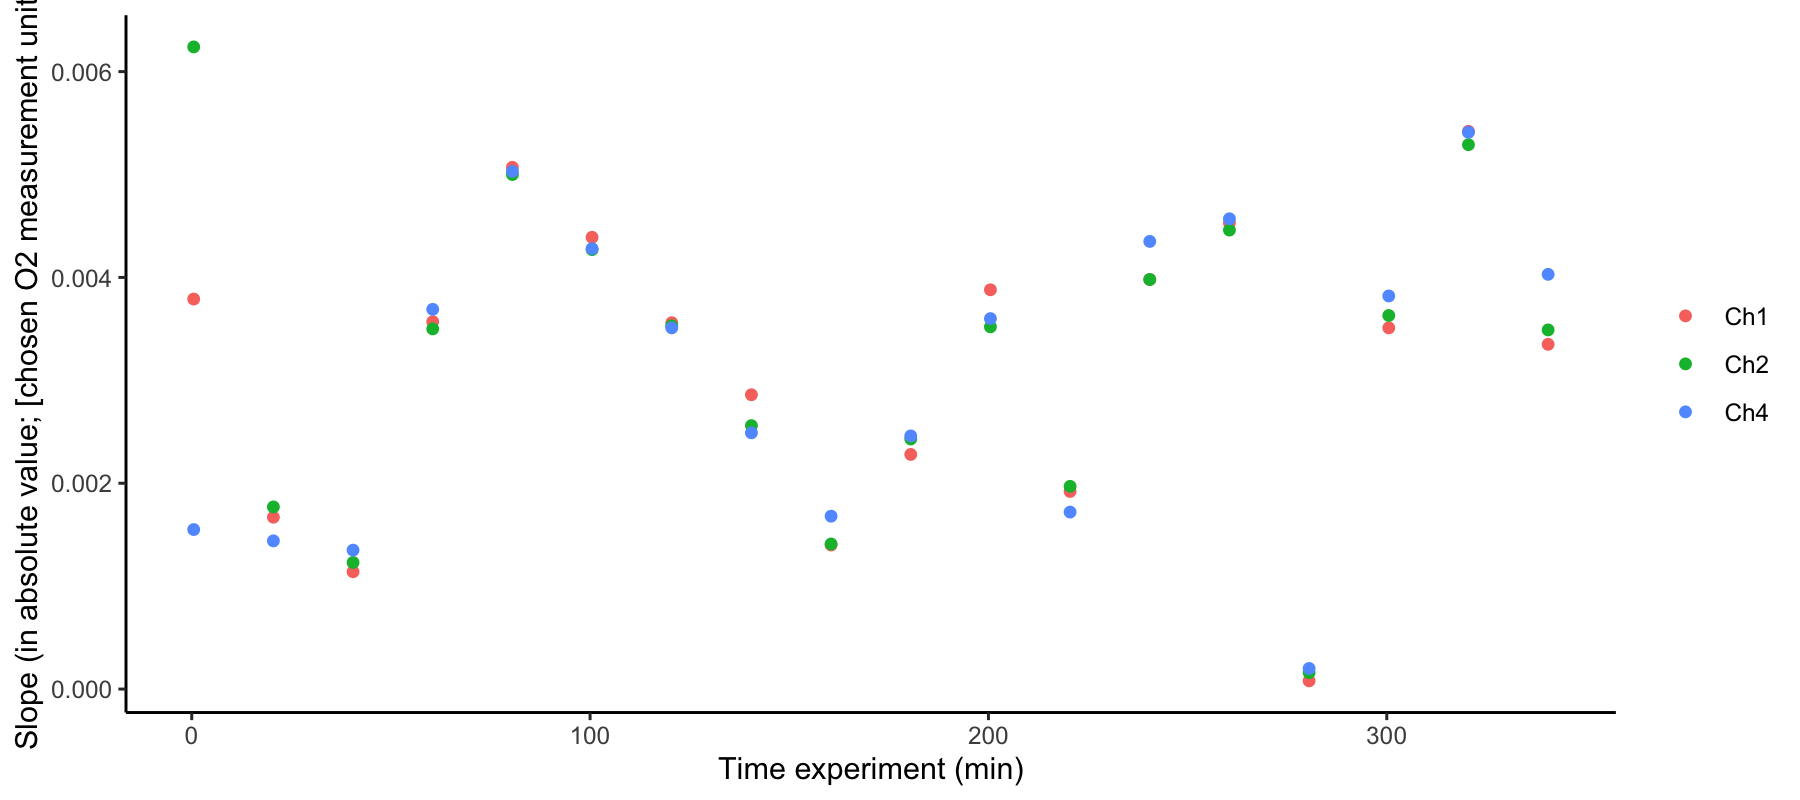 Slope (in absolute value; [chosen O2 measurement unit
0.006
0.004
0.002
0.000
0
100
200
300
Time experiment (min)
Ch1
Ch2
Ch4